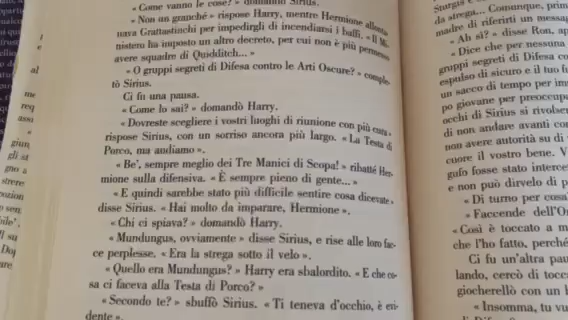 « Come vanno le cose? » domandò Sirius.
« Non un granché » rispose Harry, mentre Hermione allonta-
nava Grattastinchi per impedirgli di incendiarsi i baffi. « Il Mi-
nistero ha imposto un altro decreto, per cui non è più permesso
avere squadre di Quidditch... »
« O gruppi segreti di Difesa contro le Arti Oscure? » comple-
tò Sirius.
Ci fu una pausa.
« Come lo sai? » domandò Harry.
« Dovreste scegliere i vostri luoghi di riunione con più cura »
rispose Sirius, con un sorriso ancora più largo. « La Testa di
Porco, ma andiamo ».
« Be', sempre meglio dei Tre Manici di Scopa! » ribatté Her-
mione sulla difensiva. « È sempre pieno di gente... »
« E quindi sarebbe stato più difficile sentire cosa dicevate »
disse Sirius. « Hai molto da imparare, Hermione ».
« Chi ci spiava? » domandò Harry.
« Mundungus, ovviamente » disse Sirius, e rise alle loro fac-
ce perplesse. « Era la strega sotto il velo ».
« Quello era Mundungus? » Harry era sbalordito. « E che co-
sa ci faceva alla Testa di Porco? »
« Secondo te? » sbuffò Sirius. « Ti teneva d'occhio, è evi-
dente ».
Sturgis
da strega... Comunque, prim
madre di riferirti un messag
« Ah sì? » disse Ron, ap
« Dice che per nessuna
gruppi segreti di Difesa co
espulso di sicuro e il tuo fu
un sacco di tempo per im
po giovane per preoccupa
occhi di Sirius si rivolser
di non andare avanti con
non avere autorità su di
cuore il vostro bene. V
gufo fosse stato interce
e non può dirvelo di p
« Di turno per cosa
« Faccende dell'Or
« Così è toccato a m
che l'ho fatto, perché
Ci fu un'altra pau
lando, cercò di tocca
giocherellò con un l
« Insomma, tu vu